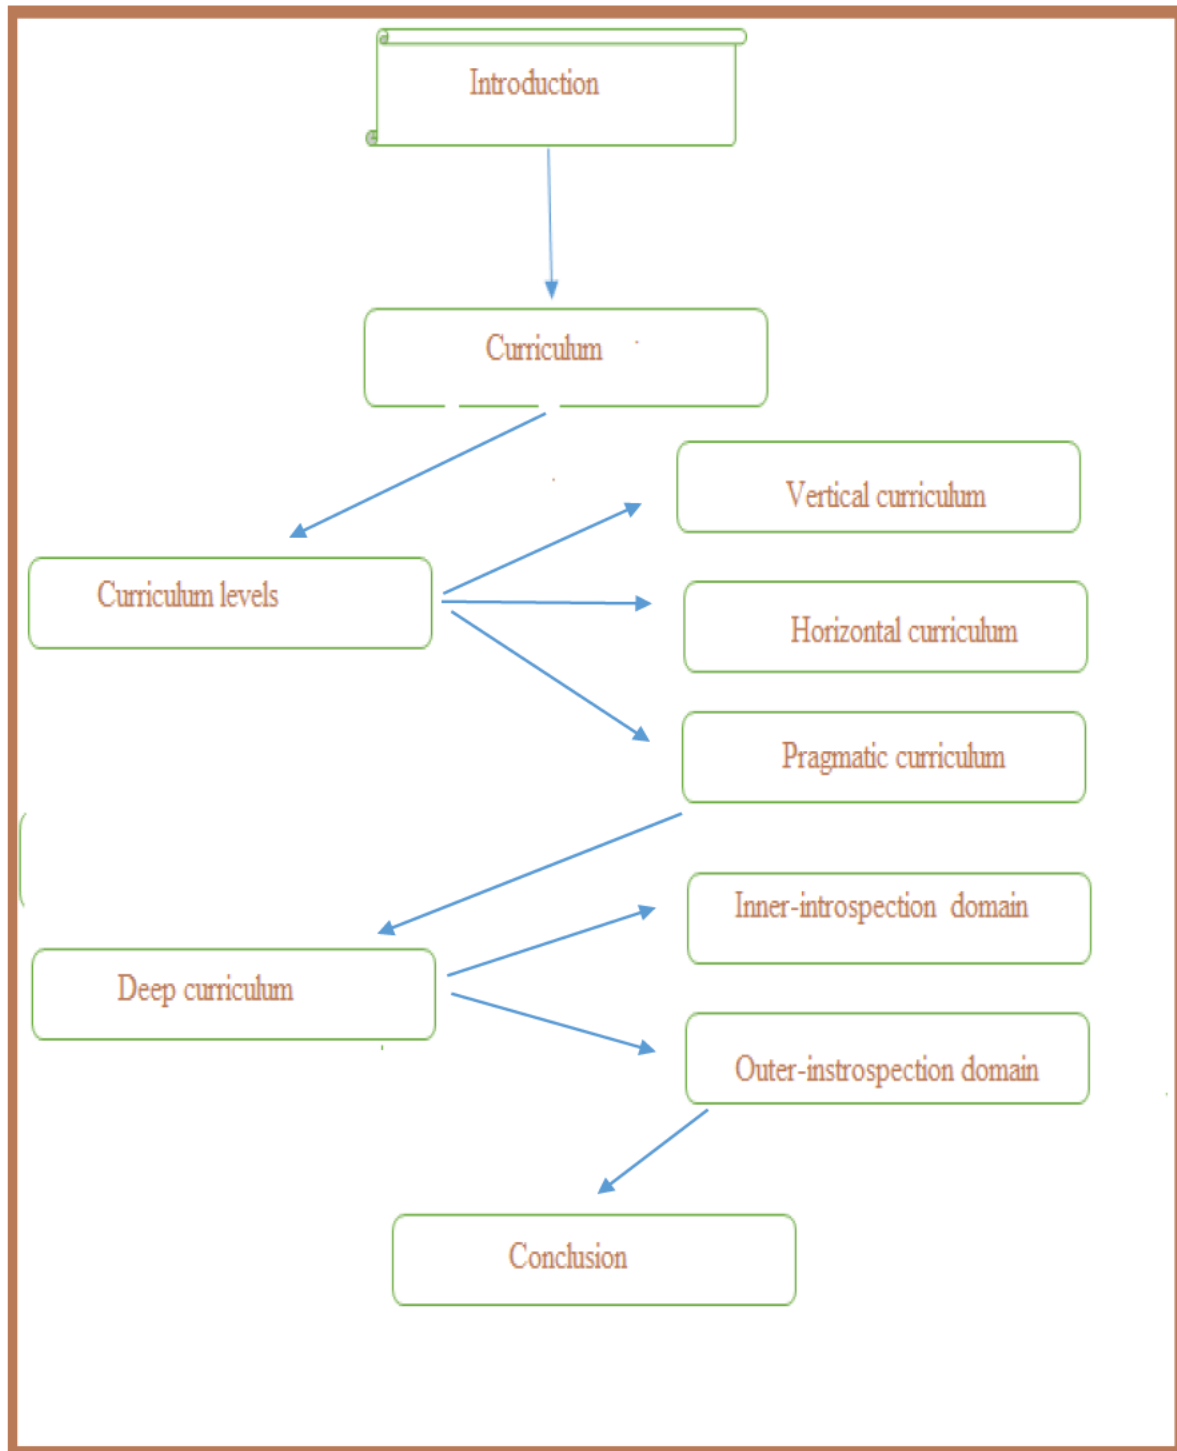 Introduction
Curriculum
Vertical curriculum
Curriculum levels
Horizontal curriculum
Pragmatic curriculum
Inner-introspection domain
Deep curriculum
Outer-instrospection domain
Conclusion